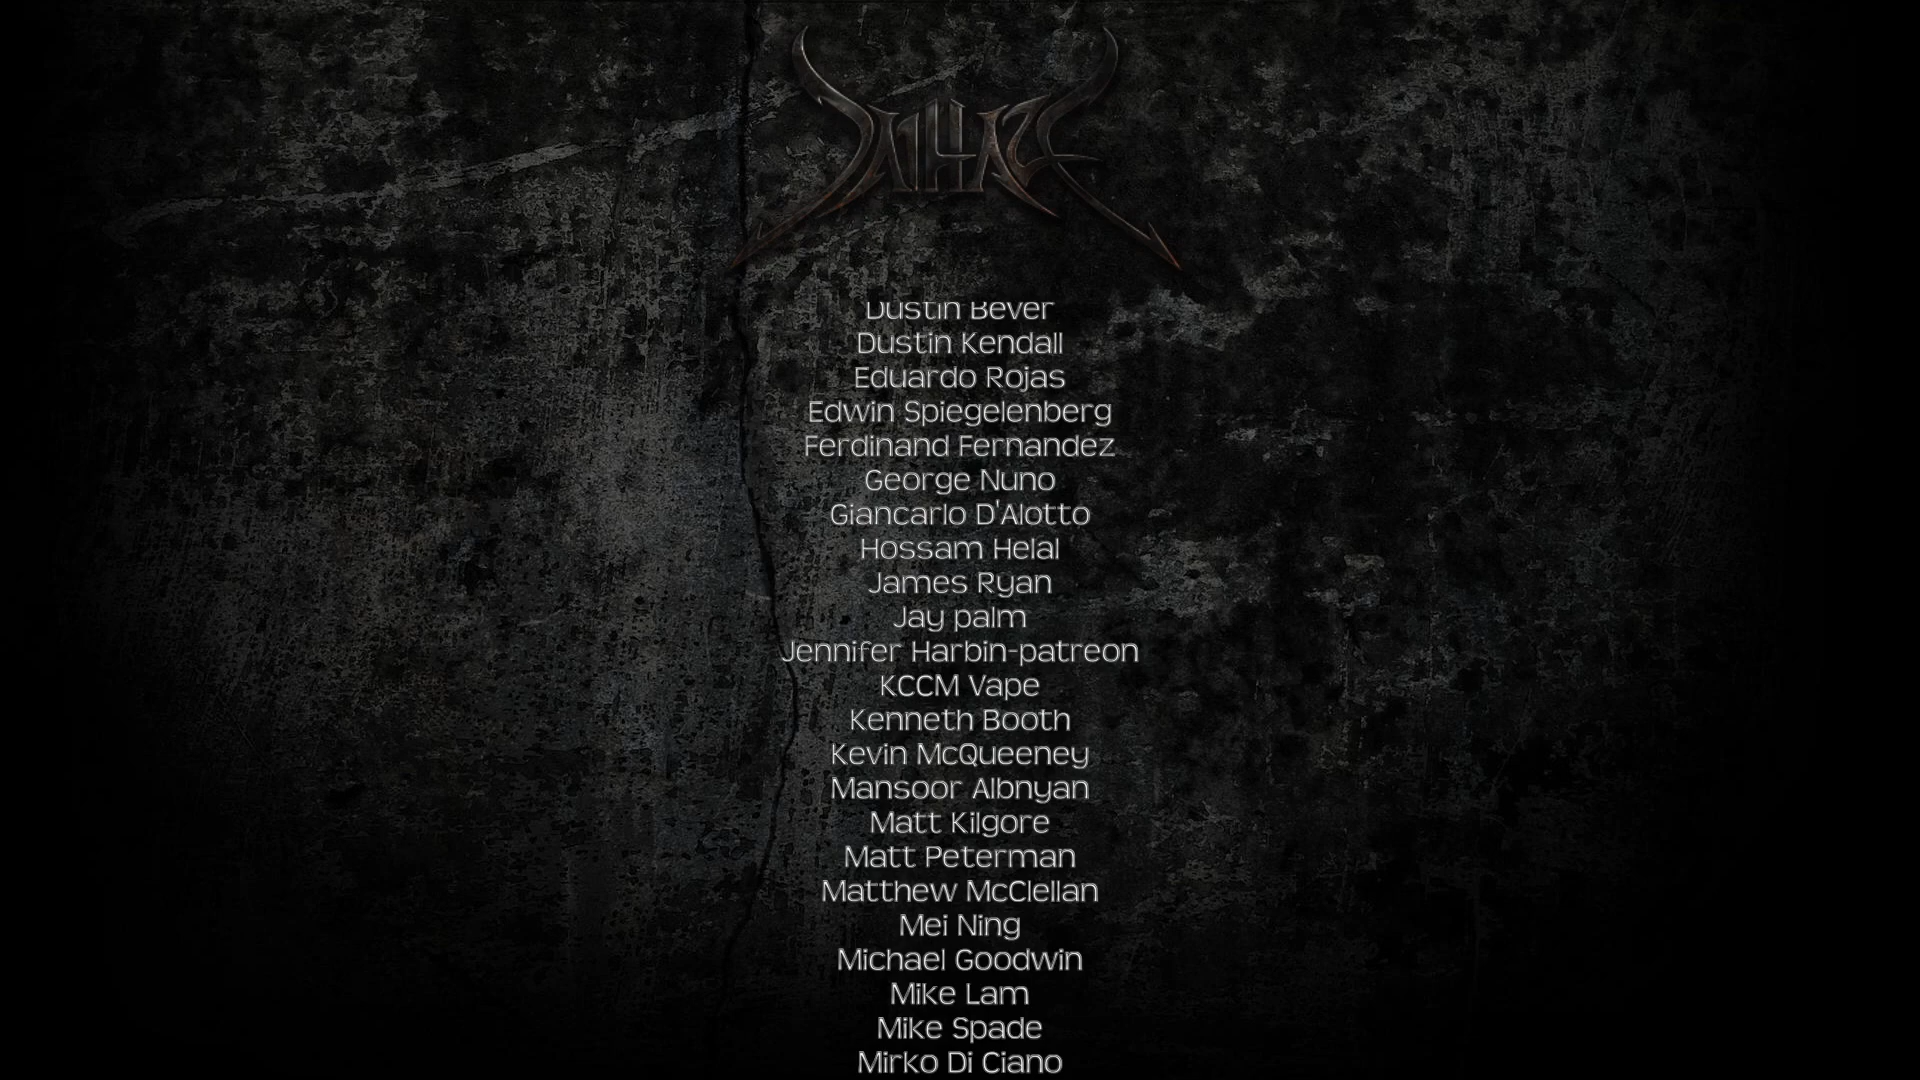 Dustin Bever
Dustin Kendall
Eduardo Rojas
Edwin Spiegelenberg
Ferdinand Fernandez
George Nuno
Giancarlo D'Alotto
Hossam Helal
James Ryan
Jay palm
Jennifer Harbin-patreon
KCCM Vape
Kenneth Booth
Kevin McQueeney
Mansoor Albnyan
Matt Kilgore
Matt Peterman
Matthew McClellan
Mei Ning
Michael Goodwin
Mike Lam
Mike Spade
Mirko Di Ciano